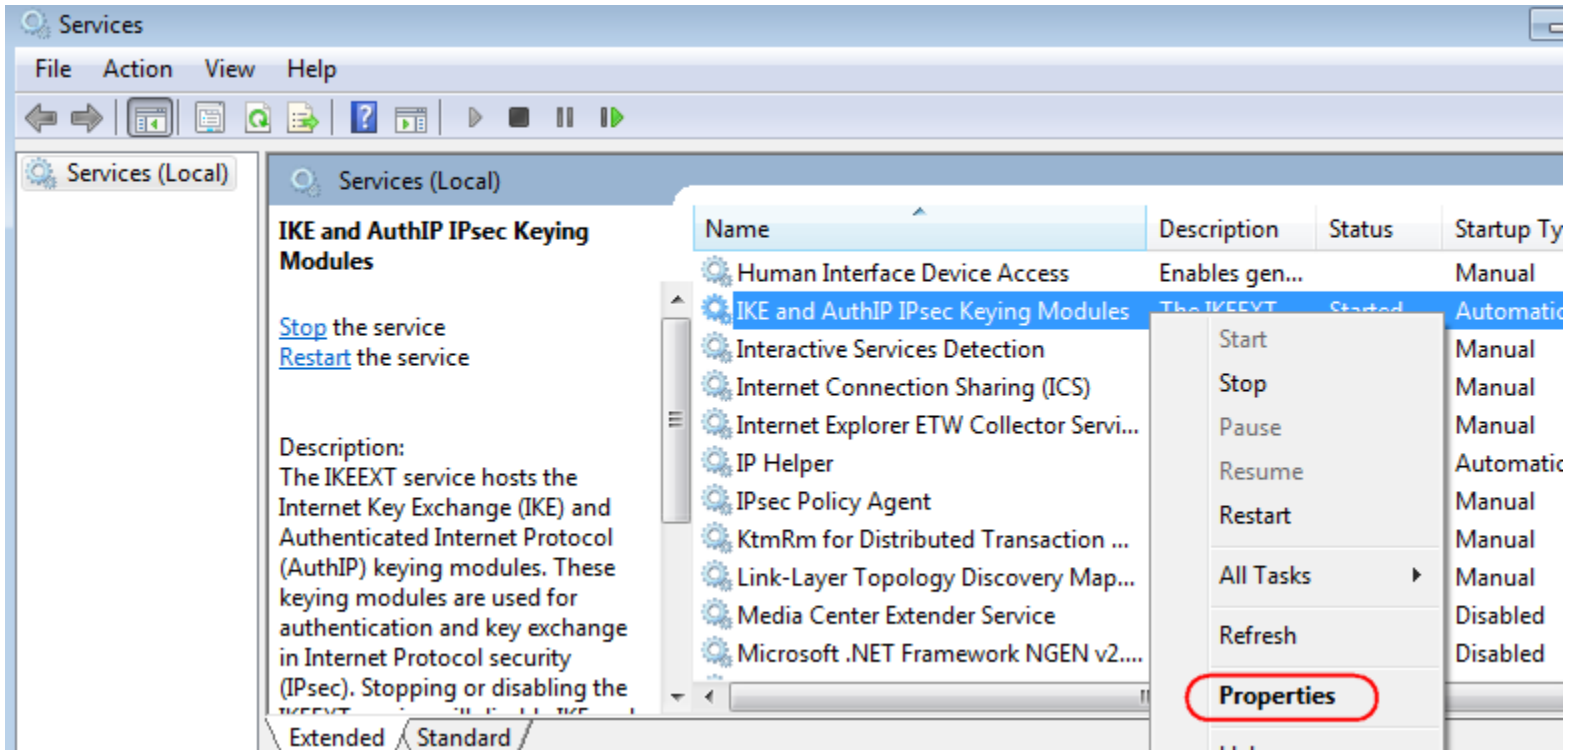 Services
File Action View Help
Services (Local)
Services (Local)
IKE and AuthIP IPsec Keying
Modules
Stop the service
Restart the service
Description:
The IKEEXT service hosts the
Internet Key Exchange (IKE) and
Authenticated Internet Protocol
(AuthIP) keying modules. These
keying modules are used for
authentication and key exchange
in Internet Protocol security
(IPsec). Stopping or disabling the
Name Description Status Startup Ty
Human Interface Device Access Enables gen... Manual
IKE and AuthIP IPsec Keying Modules The IKEEXT Started Automatic
Interactive Services Detection Manual
Internet Connection Sharing (ICS) Manual
Internet Explorer ETW Collector Servi... Manual
IP Helper Automatic
IPsec Policy Agent Manual
KtmRm for Distributed Transaction ... Manual
Link-Layer Topology Discovery Map... Manual
Media Center Extender Service Disabled
Microsoft .NET Framework NGEN v2.... Disabled
Start
Stop
Pause
Resume
Restart
All Tasks
Refresh
Properties
Extended Standard